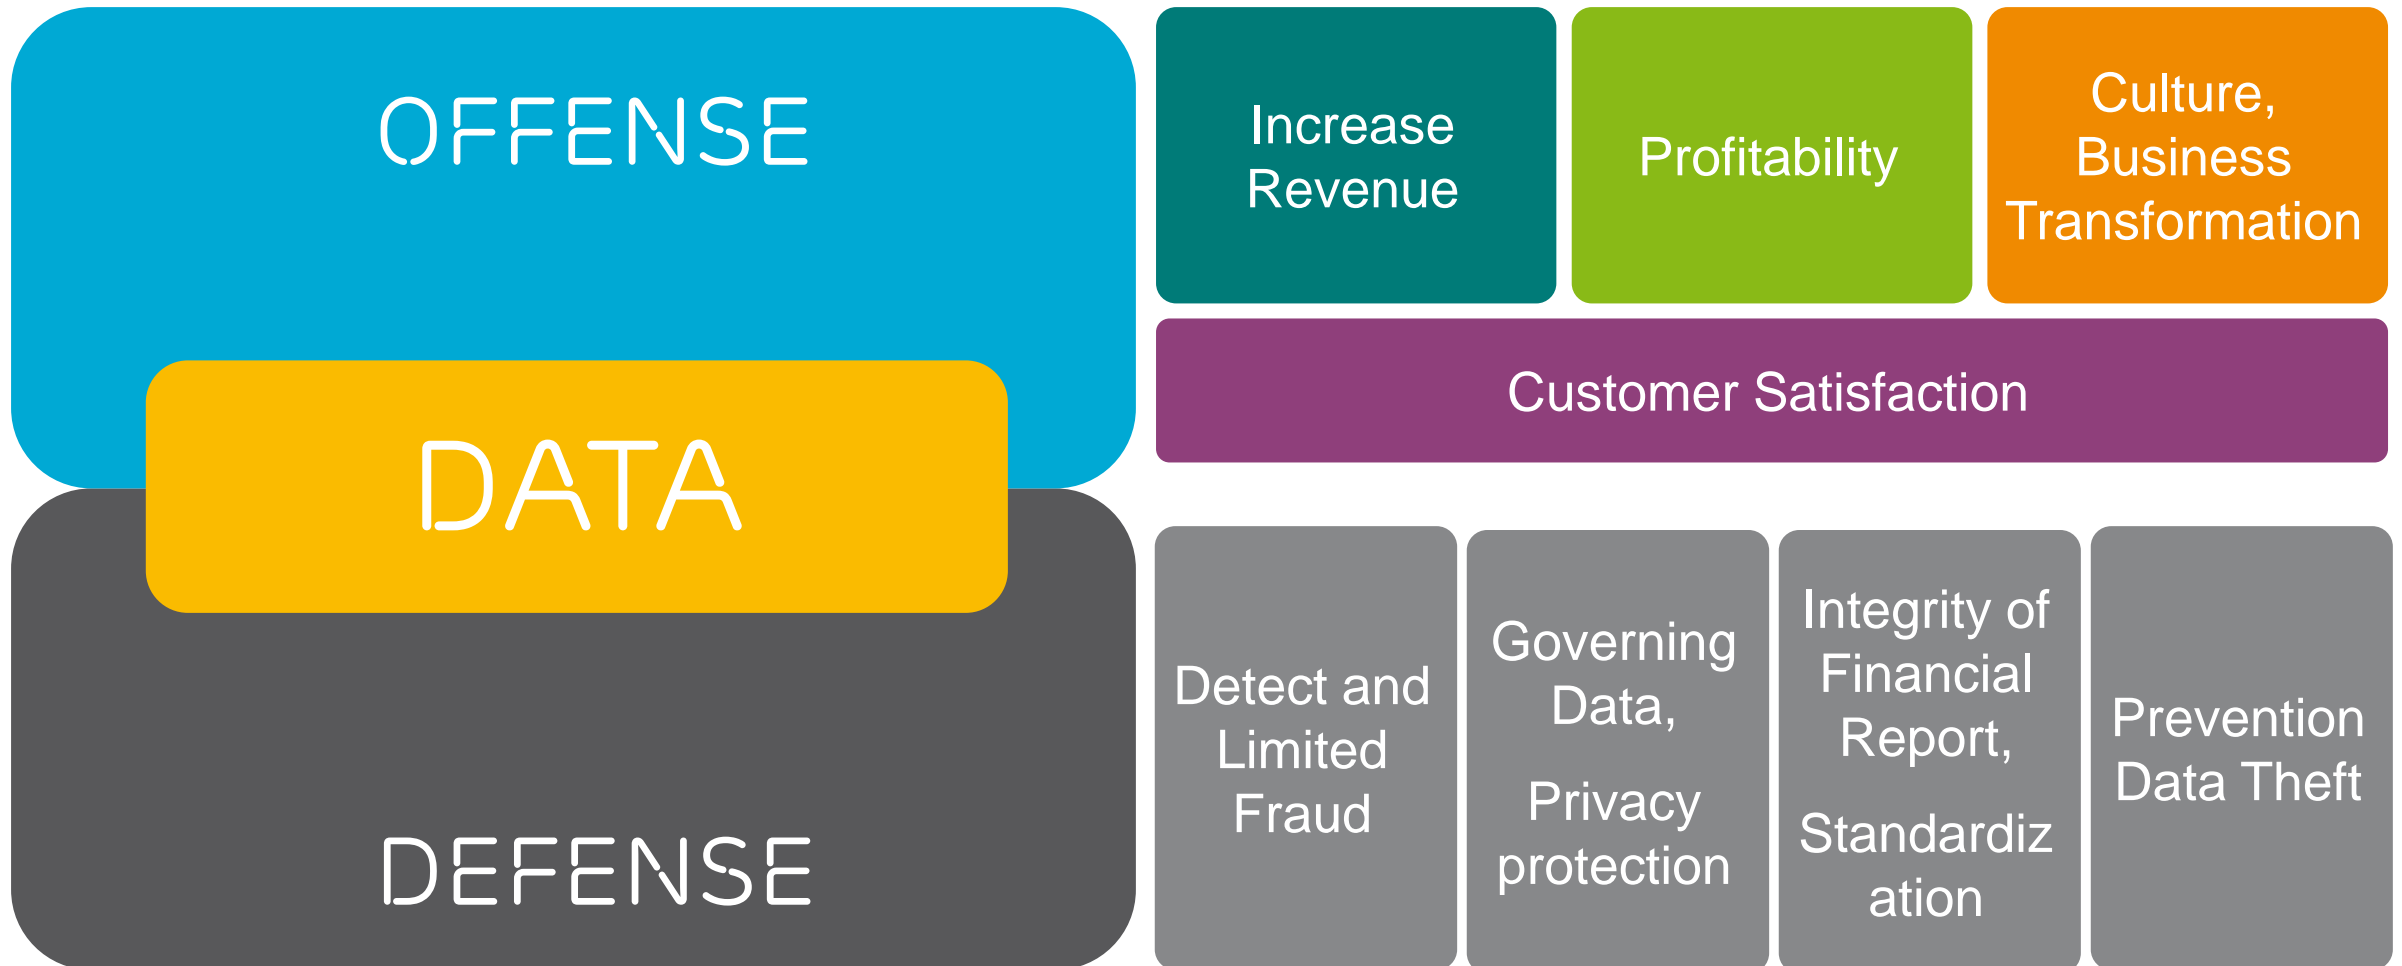 OFFENSE
DATA
DEFENSE
Increase
Revenue
Profitability
Culture,
Business
Transformation
Customer Satisfaction
Detect and
Limited
Fraud
Governing
Data,
Privacy
protection
Integrity of
Financial
Report,
Standardiz
ation
Prevention
Data Theft